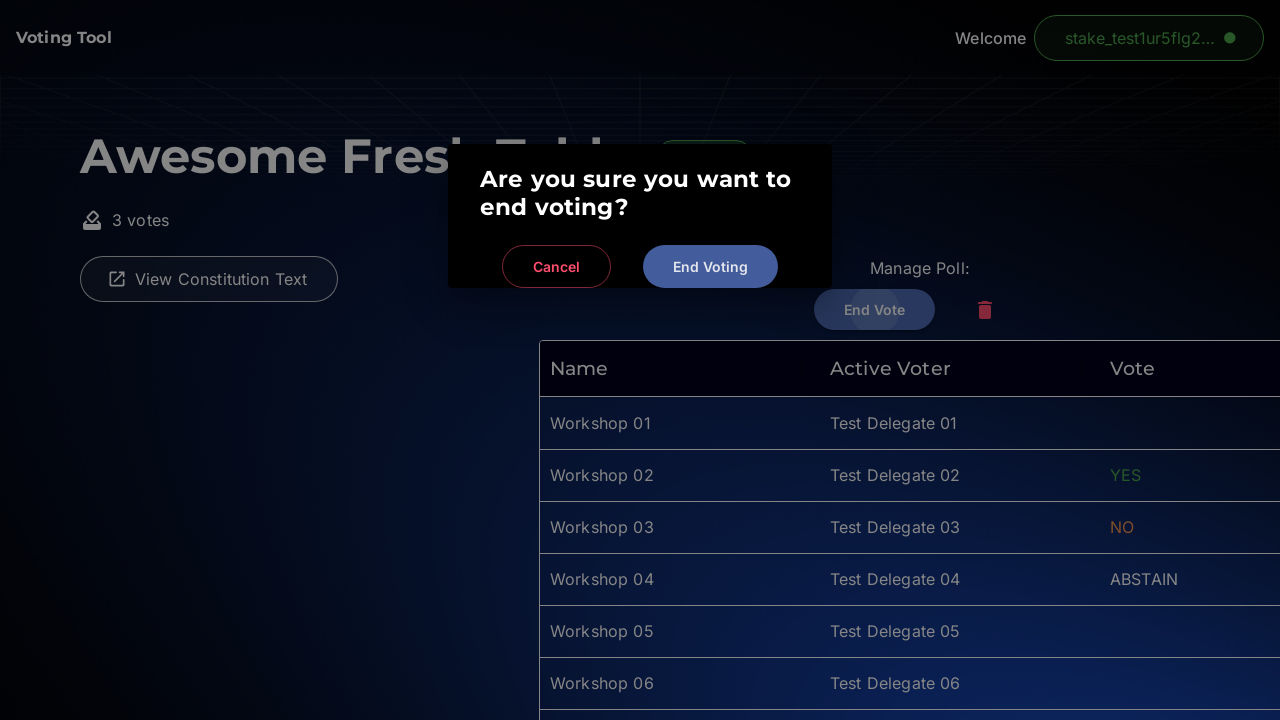 Voting Tool
Welcome
stake_test1ur5flg2...
Awesome Fresh
Are you sure you want to
end voting?
3 votes
Cancel
End Voting
View Constitution Text
Manage Poll:
End Vote
Name Active Voter Vote
Workshop 01 Test Delegate 01
Workshop 02 Test Delegate 02 YES
Workshop 03 Test Delegate 03 NO
Workshop 04 Test Delegate 04 ABSTAIN
Workshop 05 Test Delegate 05
Workshop 06 Test Delegate 06